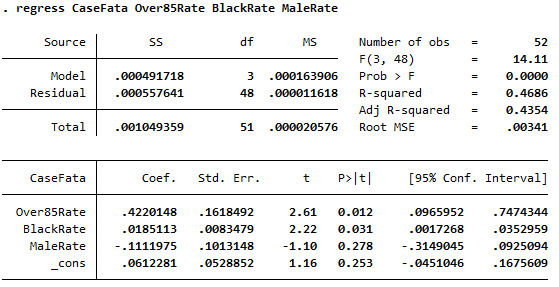 . regress CaseFata Over85Rate BlackRate MaleRate
Source SS df MS Number of obs = 52
F(3, 48) = 14.11
Model .000491718 3 .000163906 Prob > F = 0.0000
Residual .000557641 48 .000011618 R-squared = 0.4686
Adj R-squared = 0.4354
Total .001049359 51 .000020576 Root MSE = .00341
CaseFata Coef. Std. Err. t P>|t| [95% Conf. Interval]
Over85Rate .4220148 .1618492 2.61 0.012 .0965952 .7474344
BlackRate .0185113 .0083479 2.22 0.031 .0017268 .0352959
MaleRate -.1111975 .1013148 -1.10 0.278 -.3149045 .0925094
_cons .0612281 .0528852 1.16 0.253 -.0451046 .1675609